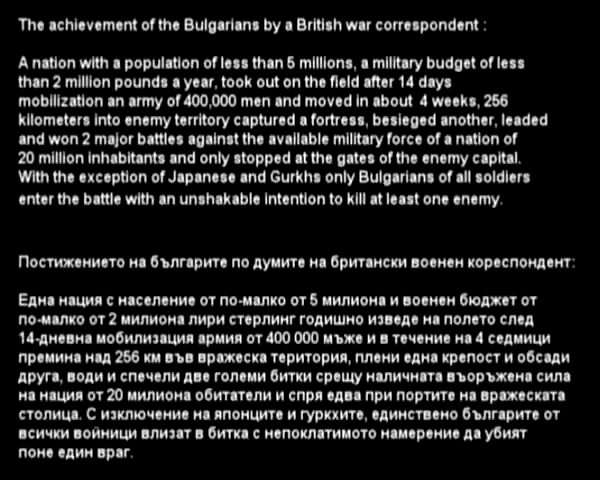 The achievement of the Bulgarians by a British war correspondent :
A nation with a population of less than 5 millions, a military budget of less
than 2 million pounds a year, took out on the field after 14 days
mobilization an army of 400,000 men and moved in about 4 weeks, 256
kilometers into enemy territory captured a fortress, besieged another, leaded
and won 2 major battles against the available military force of a nation of
20 million inhabitants and only stopped at the gates of the enemy capital.
With the exception of Japanese and Gurkhs only Bulgarians of all soldiers
enter the battle with an unshakable intention to kill at least one enemy.
Постижението на българите по думите на британски военен кореспондент:
Една нация с население от по-малко от 5 милиона и военен бюджет от
по-малко от 2 милиона лири стерлинг годишно изведе на полето след
14-дневна мобилизация армия от 400 000 мъже и в течение на 4 седмици
премина над 256 км във вражеска територия, плени една крепост и обсади
друга, води и спечели две големи битки срещу наличната въоръжена сила
на нация от 20 милиона обитатели и спря едва при портите на вражеската
столица. С изключение на японците и гуркхите, единствено българите от
всички войници влизат в битка с непоклатимото намерение да убият
поне един враг.